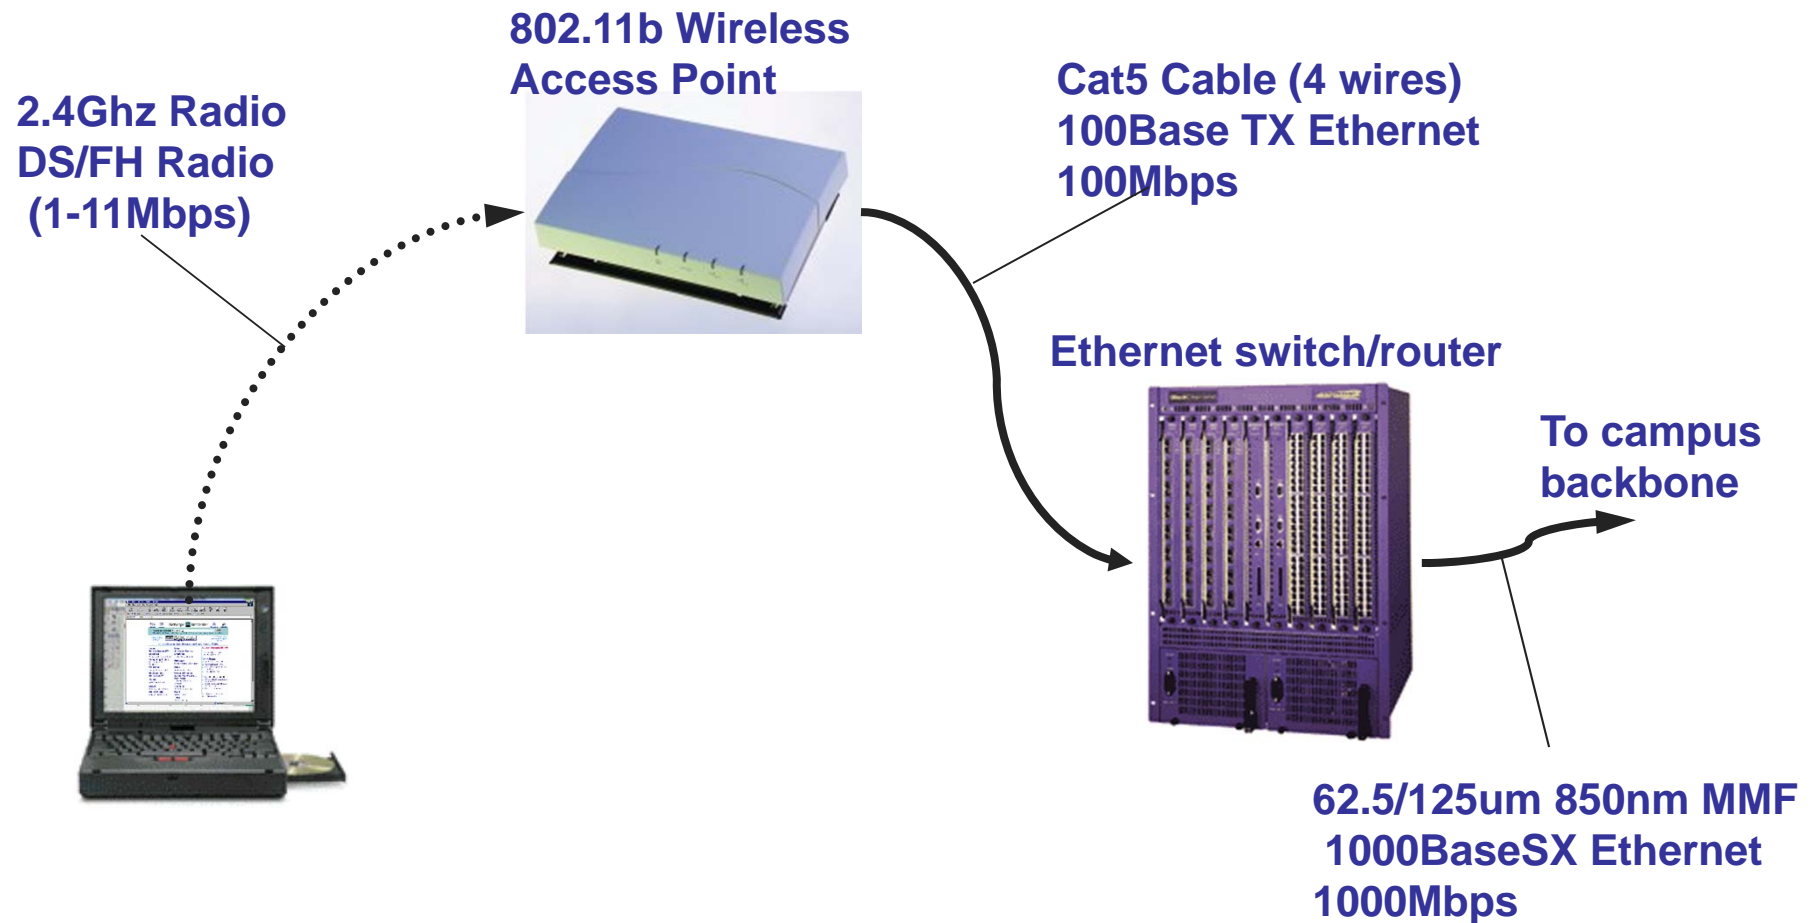 802.11b Wireless
Access Point
2.4Ghz Radio
DS/FH Radio
(1-11Mbps)
Cat5 Cable (4 wires)
100Base TX Ethernet
100Mbps
Ethernet switch/router
To campus
backbone
62.5/125um 850nm MMF
1000BaseSX Ethernet
1000Mbps